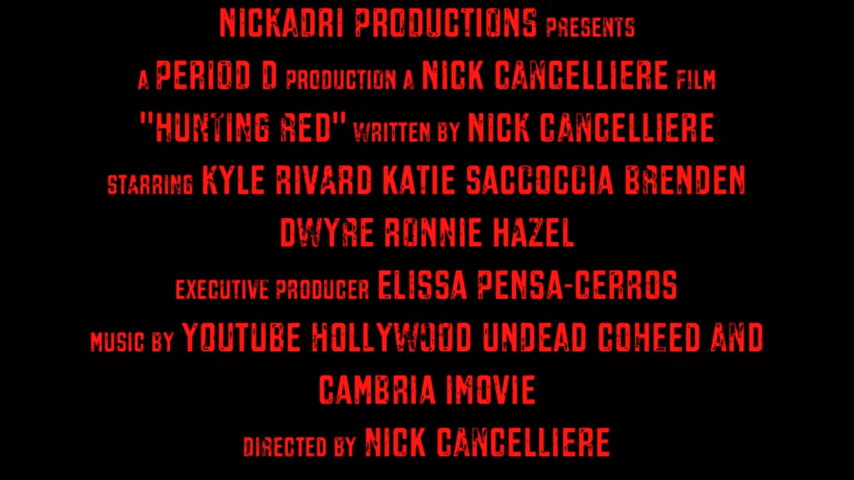 NICKADRI PRODUCTIONS PRESENTS
A PERIOD D PRODUCTION A NICK CANCELLIERE FILM
"HUNTING RED" WRITTEN BY NICK CANCELLIERE
STARRING KYLE RIVARD KATIE SACCOCCIA BRENDEN
DWYRE RONNIE HAZEL
EXECUTIVE PRODUCER ELISSA PENSA-CERROS
MUSIC BY YOUTUBE HOLLYWOOD UNDEAD COHEED AND
CAMBRIA IMOVIE
DIRECTED BY NICK CANCELLIERE